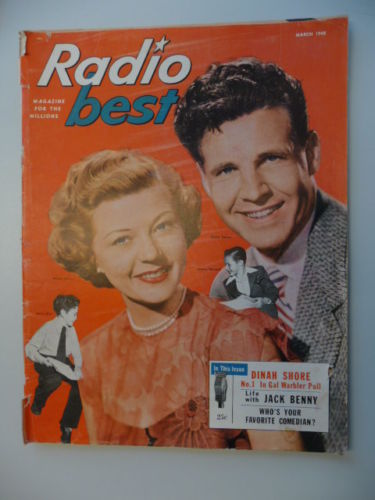 MARCH 1948
Radio
best
MAGAZINE
FOR THE
MILLIONS
In This Issue
DINAH SHORE
No. 1 in Gal Warbler Poll
Life
with JACK BENNY
WHO'S YOUR
FAVORITE COMEDIAN?
25c